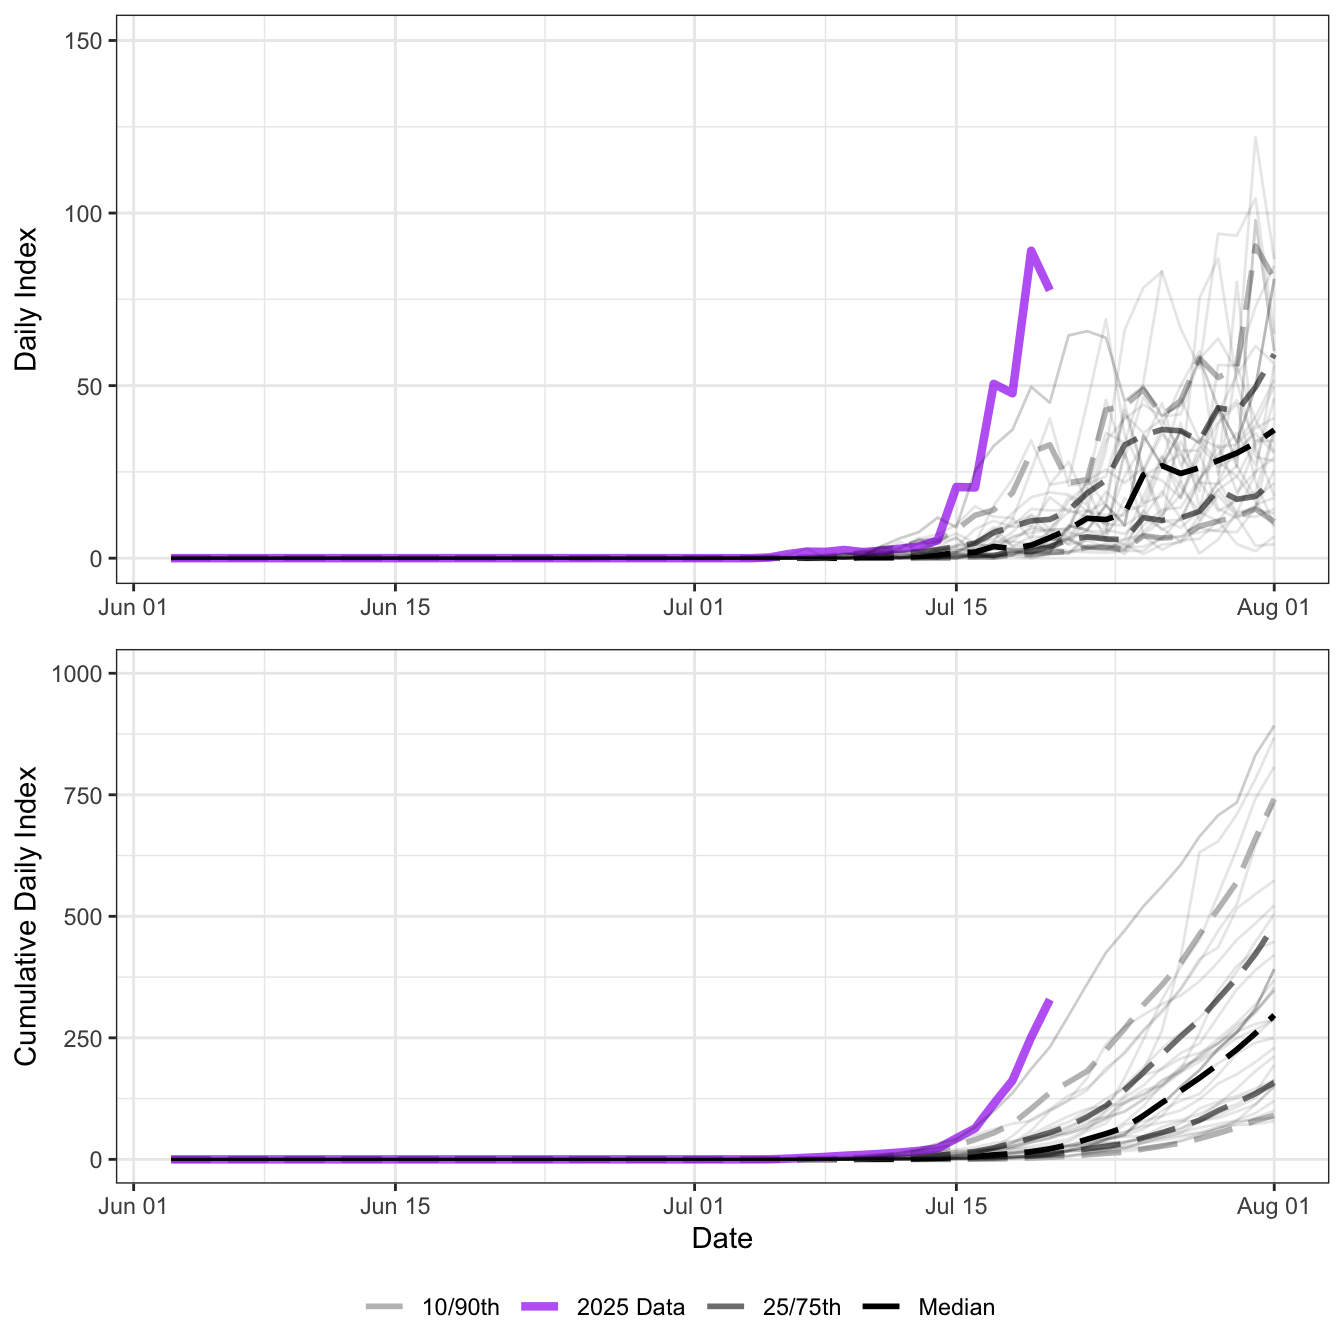 150
100
50
0
Daily Index
Jun 01 Jun 15 Jul 01 Jul 15 Aug 01
1000
750
500
250
0
Cumulative Daily Index
Jun 01 Jun 15 Jul 01 Jul 15 Aug 01
Date
10/90th 2025 Data 25/75th Median